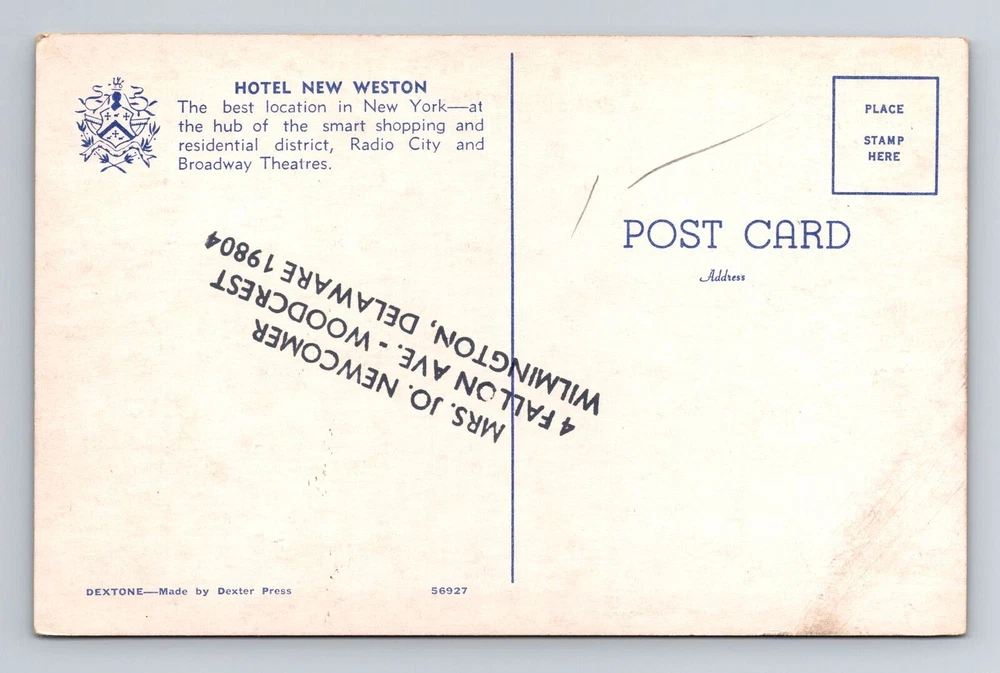 HOTEL NEW WESTON
The best location in New York—at
the hub of the smart shopping and
residential district, Radio City and
Broadway Theatres.
MRS. JO. NEWCOMER
4 FALLON AVE. - WOODCREST
WILMINGTON, DELAWARE 19804
DEXTONE—Made by Dexter Press
56927
PLACE
STAMP
HERE
POST CARD
Address